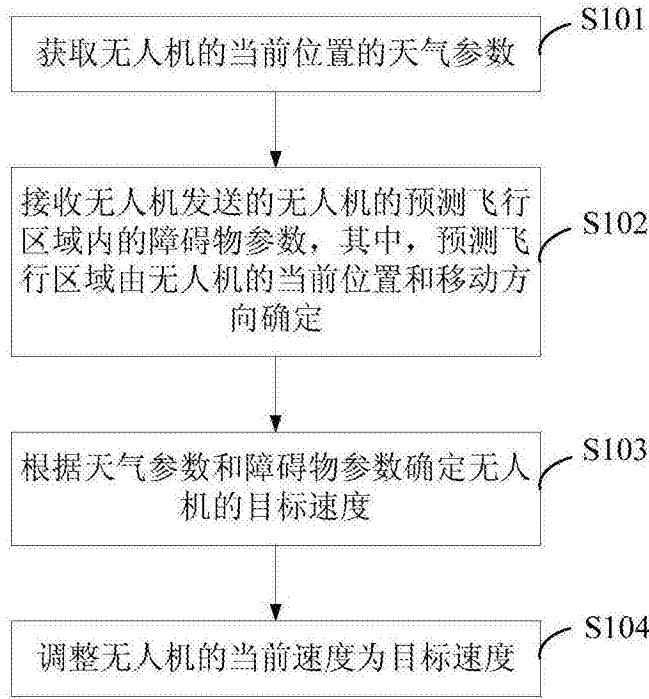 S101
获取无人机的当前位置的天气参数
S102
接收无人机发送的无人机的预测飞行
区域内的障碍物参数，其中，预测飞
行区域由无人机的当前位置和移动方
向确定
S103
根据天气参数和障碍物参数确定无人
机的目标速度
S104
调整无人机的当前速度为目标速度